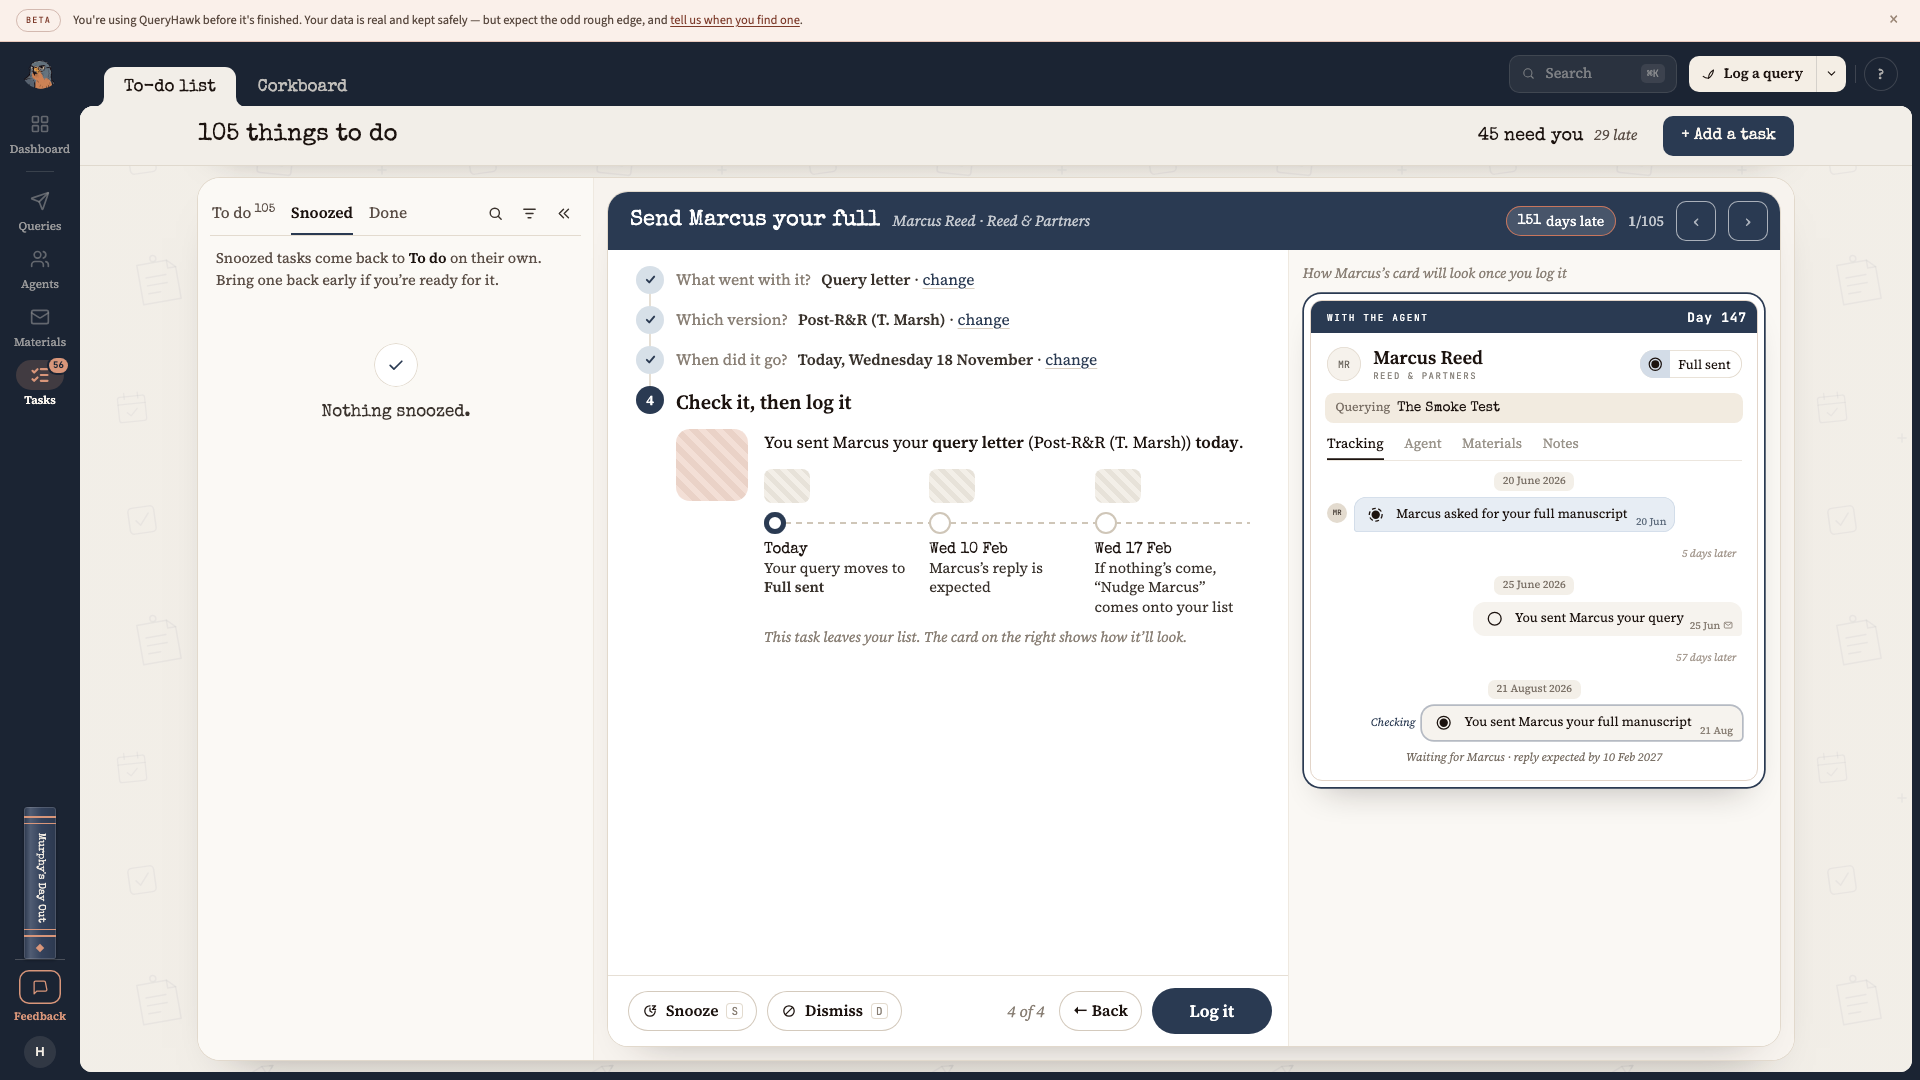 BETA You're using QueryHawk before it's finished. Your data is real and kept safely — but expect the odd rough edge, and tell us when you find one. ×
To-do list
Corkboard
Search ⌘K
Log a query
?
Dashboard
Queries
Agents
Materials
56
Tasks
Murphy's Day Out
Feedback
H
105 things to do
45 need you 29 late
+ Add a task
To do 105 Snoozed Done
Snoozed tasks come back to To do on their own.
Bring one back early if you're ready for it.
Nothing snoozed.
Send Marcus your full Marcus Reed · Reed & Partners
151 days late 1/105 ‹ ›
What went with it? Query letter · change
Which version? Post-R&R (T. Marsh) · change
When did it go? Today, Wednesday 18 November · change
4 Check it, then log it
You sent Marcus your query letter (Post-R&R (T. Marsh)) today.
Today
Your query moves to
Full sent
Wed 10 Feb
Marcus's reply is
expected
Wed 17 Feb
If nothing's come,
“Nudge Marcus”
comes onto your list
This task leaves your list. The card on the right shows how it'll look.
Snooze S
Dismiss D
4 of 4
← Back
Log it
How Marcus's card will look once you log it
WITH THE AGENT Day 147
MR Marcus Reed
REED & PARTNERS
Full sent
Querying The Smoke Test
Tracking Agent Materials Notes
20 June 2026
MR Marcus asked for your full manuscript 20 Jun
5 days later
25 June 2026
You sent Marcus your query 25 Jun
57 days later
21 August 2026
Checking You sent Marcus your full manuscript 21 Aug
Waiting for Marcus · reply expected by 10 Feb 2027